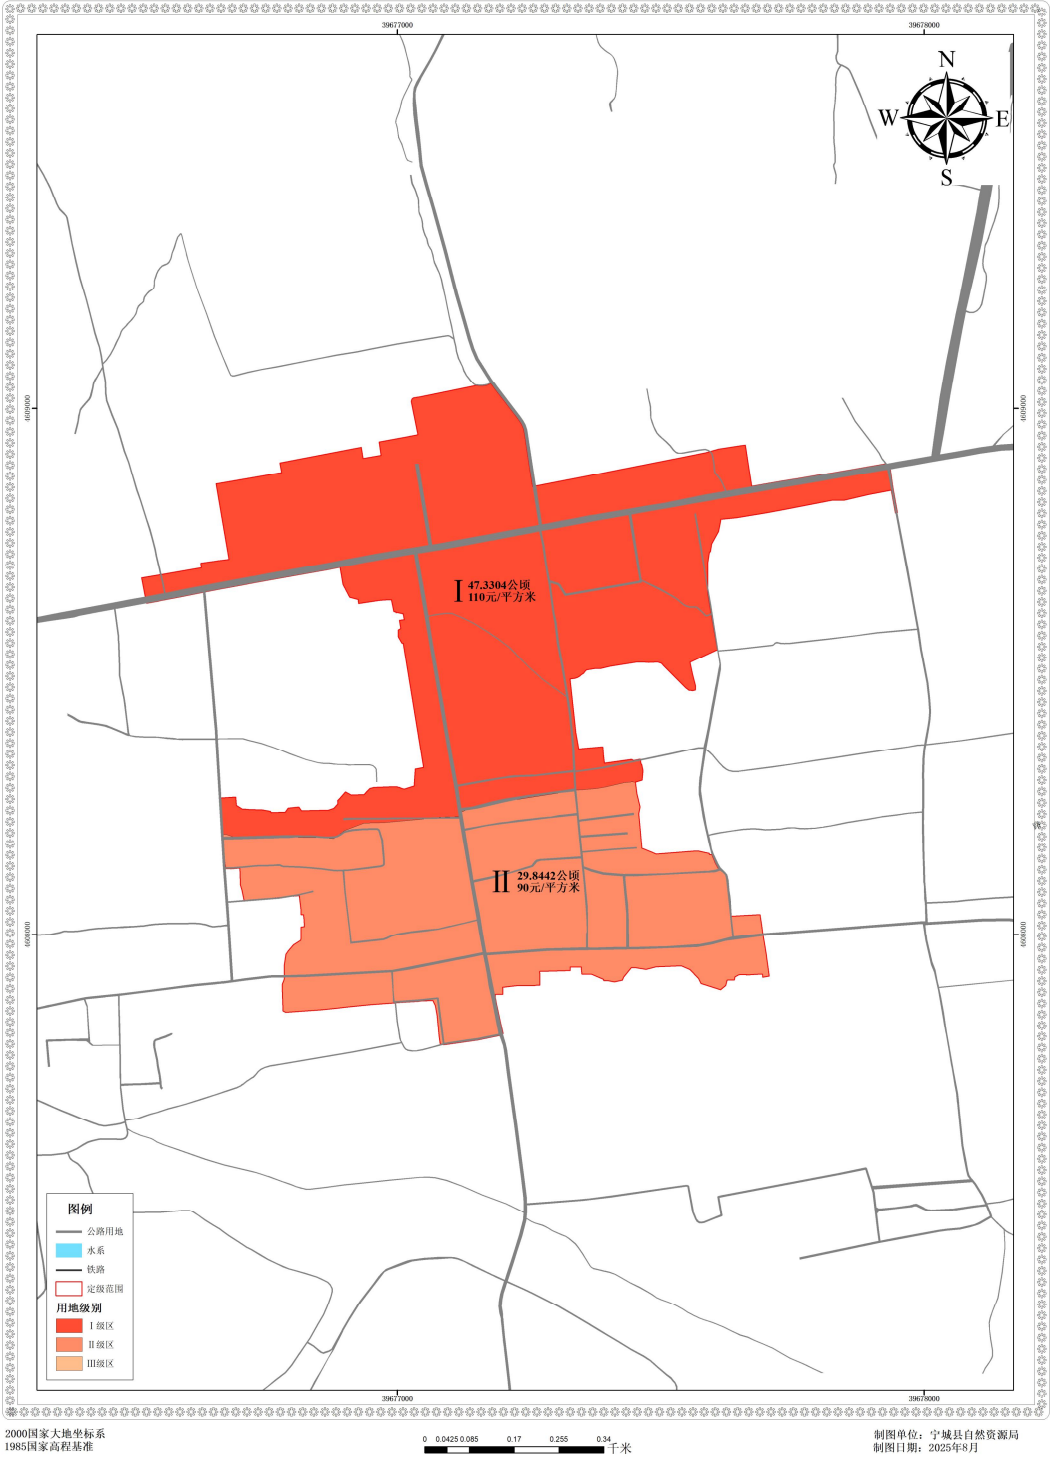 39677000
39678000
N
W
E
S
4609000
4609000
I
47.3304公顷
110元/平方米
II
29.8442公顷
90元/平方米
4608000
4608000
图例
公路用地
水系
铁路
定级范围
用地级别
I级区
II级区
III级区
39677000
39678000
2000国家大地坐标系
1985国家高程基准
0 0.0425 0.085 0.17 0.255 0.34
千米
制图单位：宁城县自然资源局
制图日期：2025年8月